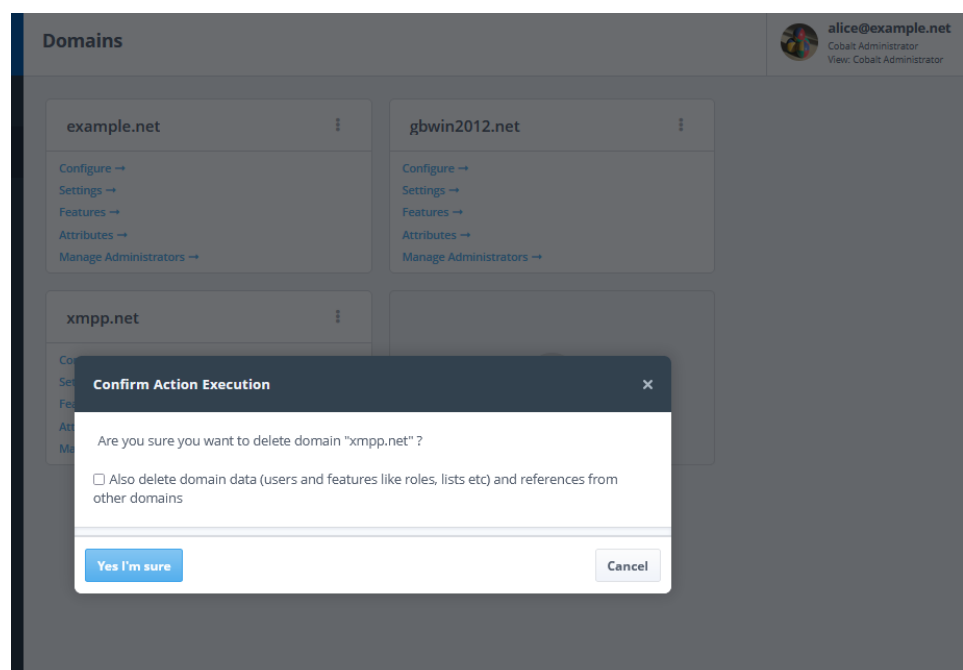 Domains
alice@example.net
Cobalt Administrator
View: Cobalt Administrator
example.net
gbwin2012.net
Configure →
Configure →
Settings →
Settings →
Features →
Features →
Attributes →
Attributes →
Manage Administrators →
Manage Administrators →
xmpp.net
Confirm Action Execution
Are you sure you want to delete domain "xmpp.net" ?
Also delete domain data (users and features like roles, lists etc) and references from
other domains
Yes I'm sure
Cancel